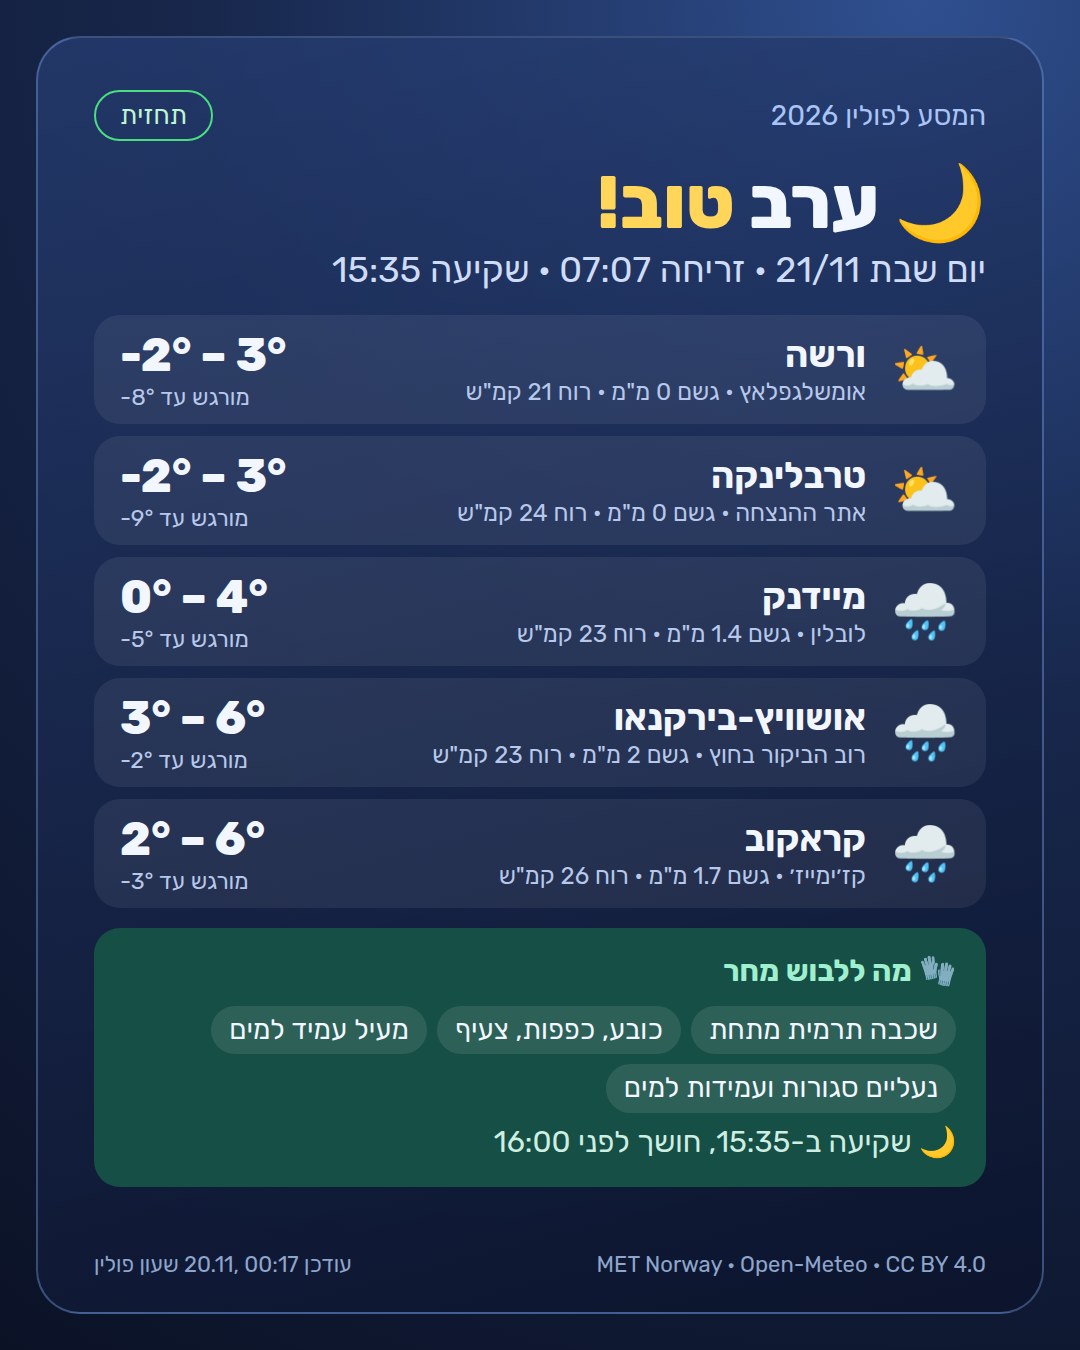 המסע לפולין 2026
תחזית
ערב טוב!
יום שבת 21/11 • זריחה 07:07 • שקיעה 15:35
ורשה
אומשלגפלאץ • גשם 0 מ"מ • רוח 21 קמ"ש
-2° – 3°
מורגש עד -8°
טרבלינקה
אתר ההנצחה • גשם 0 מ"מ • רוח 24 קמ"ש
-2° – 3°
מורגש עד -9°
מיידנק
לובלין • גשם 1.4 מ"מ • רוח 23 קמ"ש
0° – 4°
מורגש עד -5°
אושוויץ-בירקנאו
רוב הביקור בחוץ • גשם 2 מ"מ • רוח 23 קמ"ש
3° – 6°
מורגש עד -2°
קראקוב
קז׳ימייז׳ • גשם 1.7 מ"מ • רוח 26 קמ"ש
2° – 6°
מורגש עד -3°
מה ללבוש מחר
שכבה תרמית מתחת
כובע, כפפות, צעיף
מעיל עמיד למים
נעליים סגורות ועמידות למים
שקיעה ב-15:35, חושך לפני 16:00
MET Norway • Open-Meteo • CC BY 4.0
עודכן 00:17 ,20.11 שעון פולין